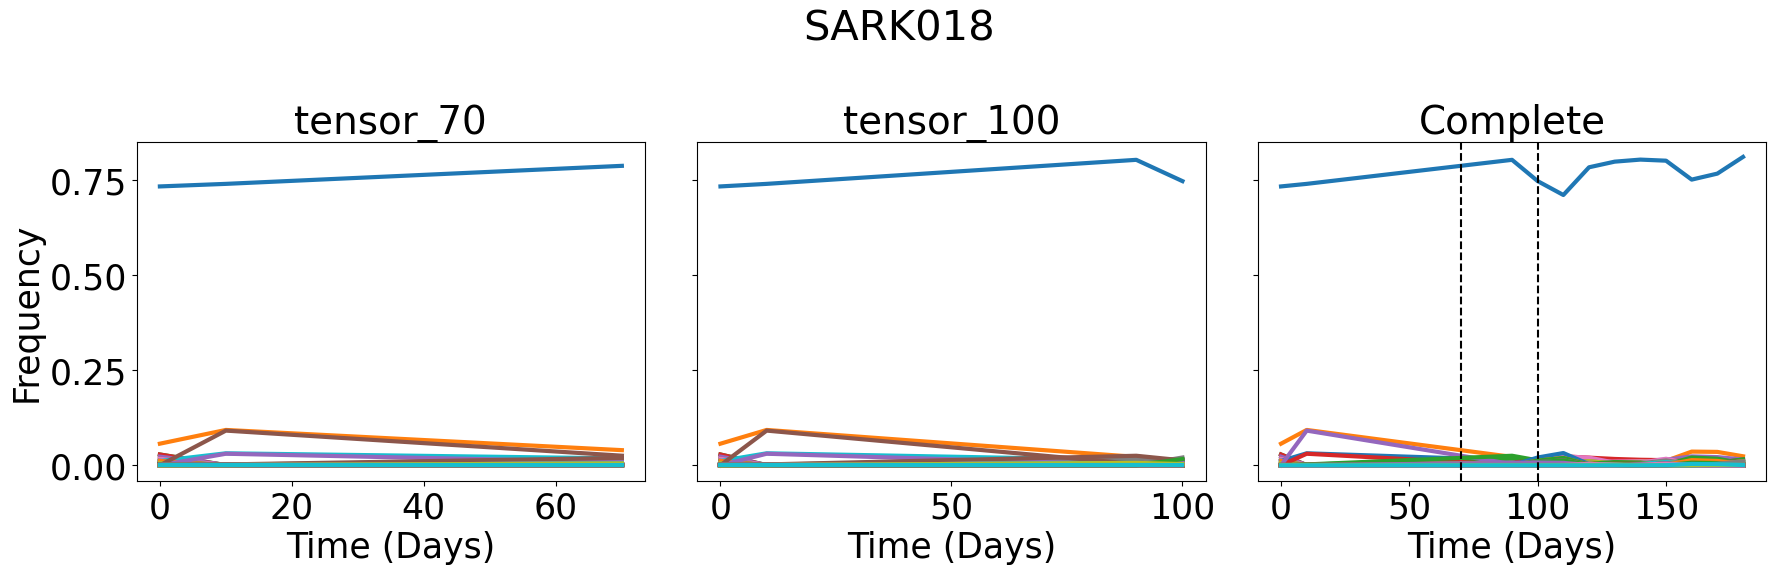 SARK018
tensor_70
tensor_100
Complete
Frequency
0.75
0.50
0.25
0.00
0 20 40 60
0 50 100
0 50 100 150
Time (Days)
Time (Days)
Time (Days)